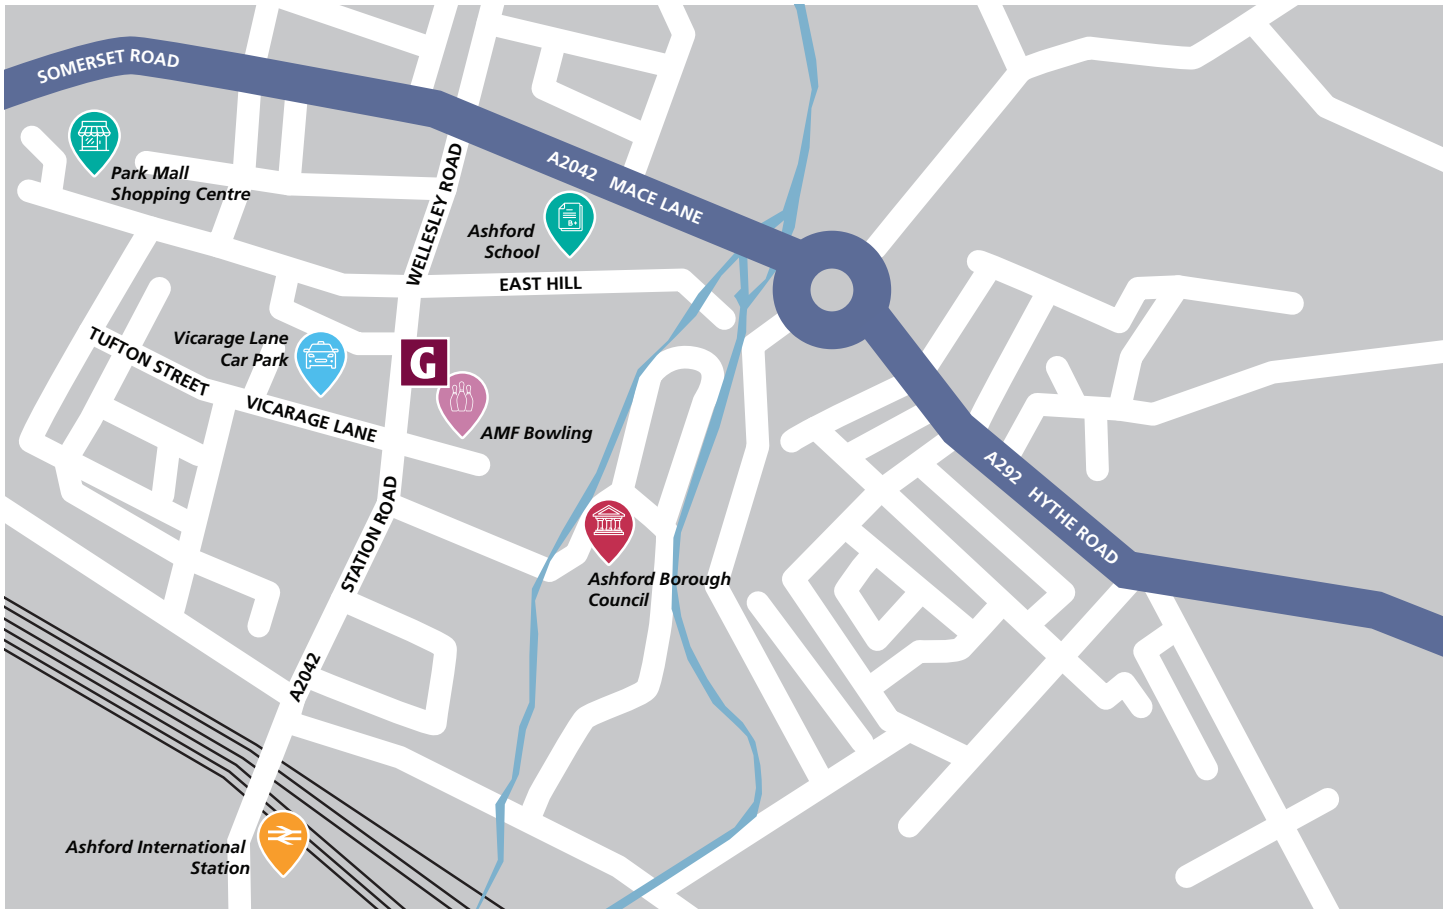 SOMERSET ROAD
Park Mall
Shopping Centre
WELLESLEY ROAD
A2042 MACE LANE
Ashford
School
B+
EAST HILL
TUFTON STREET
Vicarage Lane
Car Park
G
VICARAGE LANE
AMF Bowling
A292 HYTHE ROAD
STATION ROAD
Ashford Borough
Council
A2042
Ashford International
Station